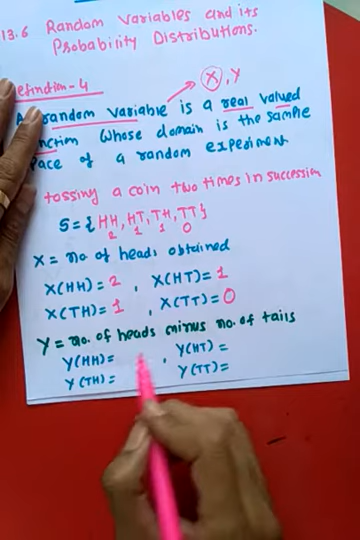 13.6 Random Variables and its
Probability Distributions.
Definition-4
A random variable is a real valued
function whose domain is the sample
space of a random experiment
X, Y
tossing a coin two times in succession
S = {HH, HT, TH, TT}
2 1 1 0
X = no of heads obtained
X(HH) = 2 , X(HT) = 1
X(TH) = 1 , X(TT) = 0
Y = no. of heads minus no. of tails
Y(HH) = , Y(HT) =
Y(TH) = Y(TT) =